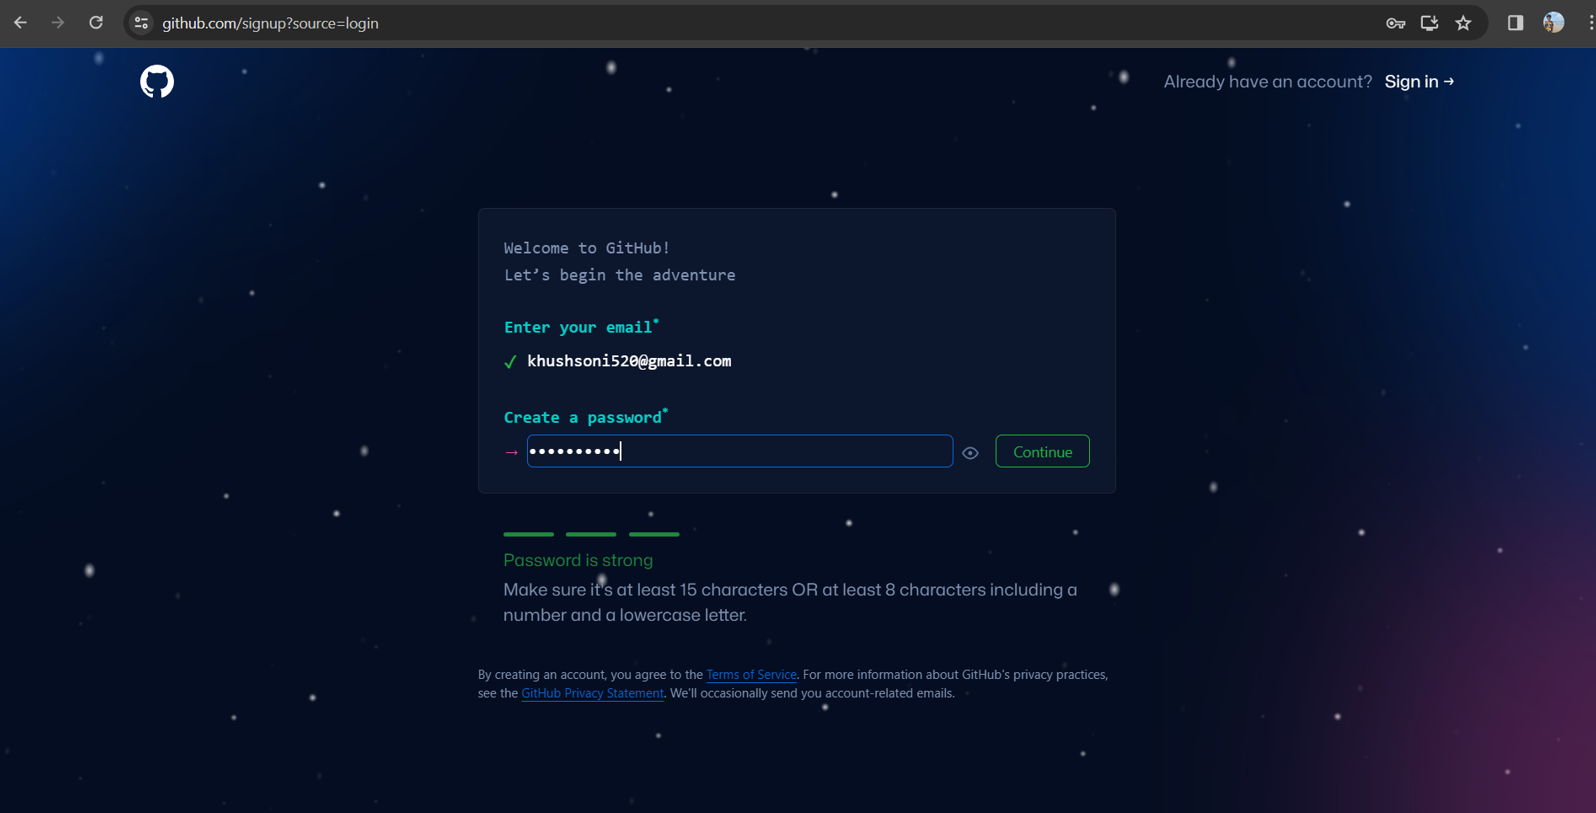 github.com/signup?source=login
Already have an account? Sign in →
Welcome to GitHub!
Let’s begin the adventure
Enter your email*
✓ khushsoni520@gmail.com
Create a password*
→ ••••••••••
Continue
Password is strong
Make sure it's at least 15 characters OR at least 8 characters including a
number and a lowercase letter.
By creating an account, you agree to the Terms of Service. For more information about GitHub's privacy practices,
see the GitHub Privacy Statement. We'll occasionally send you account-related emails.